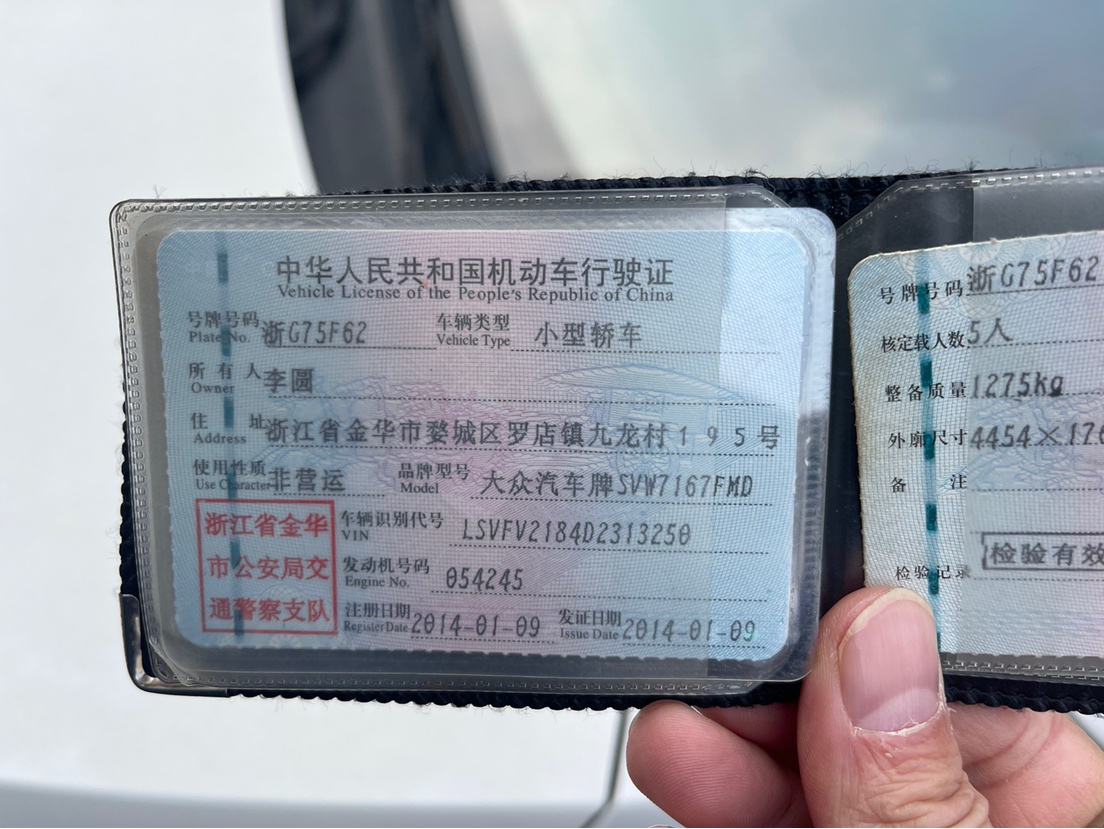 中华人民共和国机动车行驶证
Vehicle License of the People's Republic of China
号牌号码 浙G75F62 车辆类型 小型轿车
Plate No. Vehicle Type
所有人 李圆
Owner
住址 浙江省金华市婺城区罗店镇九龙村195号
Address
使用性质 非营运 品牌型号 大众汽车牌SVW7167FMD
Use Character Model
浙江省金华
市公安局交
通警察支队
车辆识别代号 LSVFV2184D2313250
VIN
发动机号码 054245
Engine No.
注册日期 2014-01-09 发证日期 2014-01-09
Register Date Issue Date
号牌号码 浙G75F62
核定载人数 5人
整备质量 1275kg
外廓尺寸 4454×176
备注
检验有效
检验记录